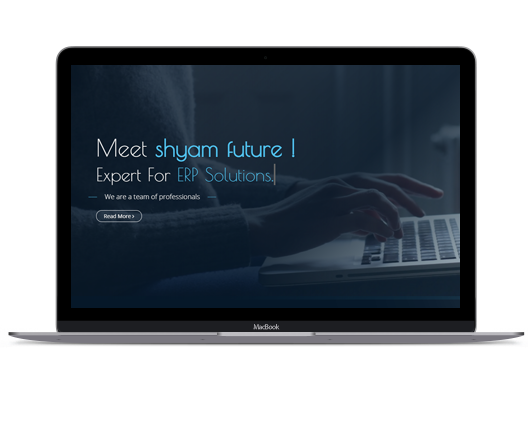 Meet shyam future !
Expert For ERP Solutions.
We are a team of professionals
Read More >
MacBook